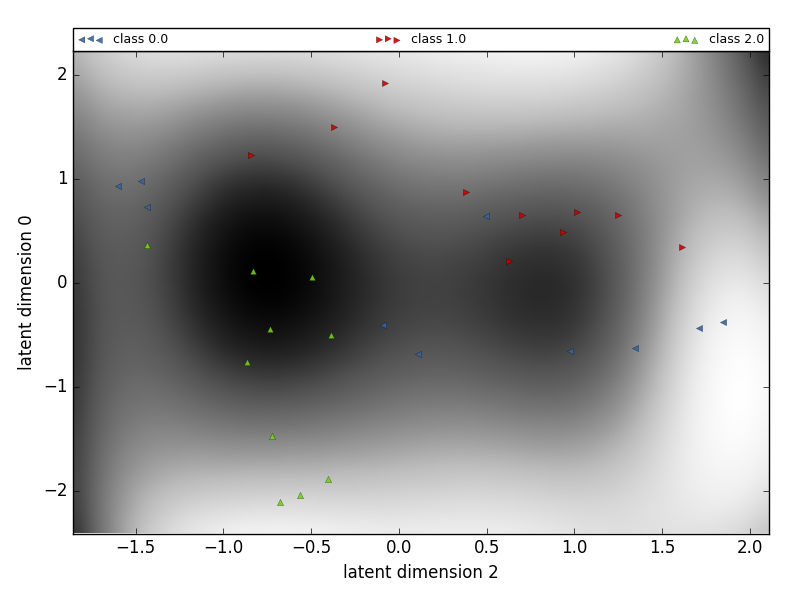 class 0.0 class 1.0 class 2.0
2
1
0
−1
−2
latent dimension 0
−1.5 −1.0 −0.5 0.0 0.5 1.0 1.5 2.0
latent dimension 2